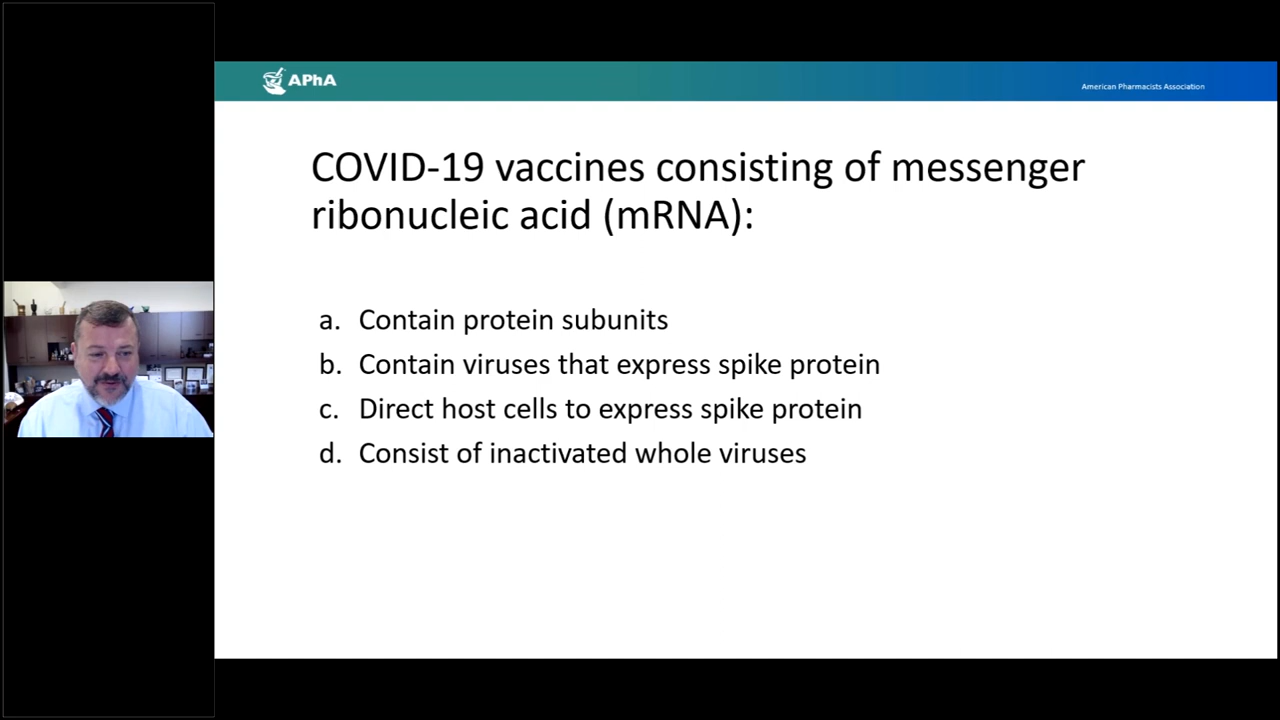 APhA
American Pharmacists Association
COVID-19 vaccines consisting of messenger
ribonucleic acid (mRNA):
a. Contain protein subunits
b. Contain viruses that express spike protein
c. Direct host cells to express spike protein
d. Consist of inactivated whole viruses